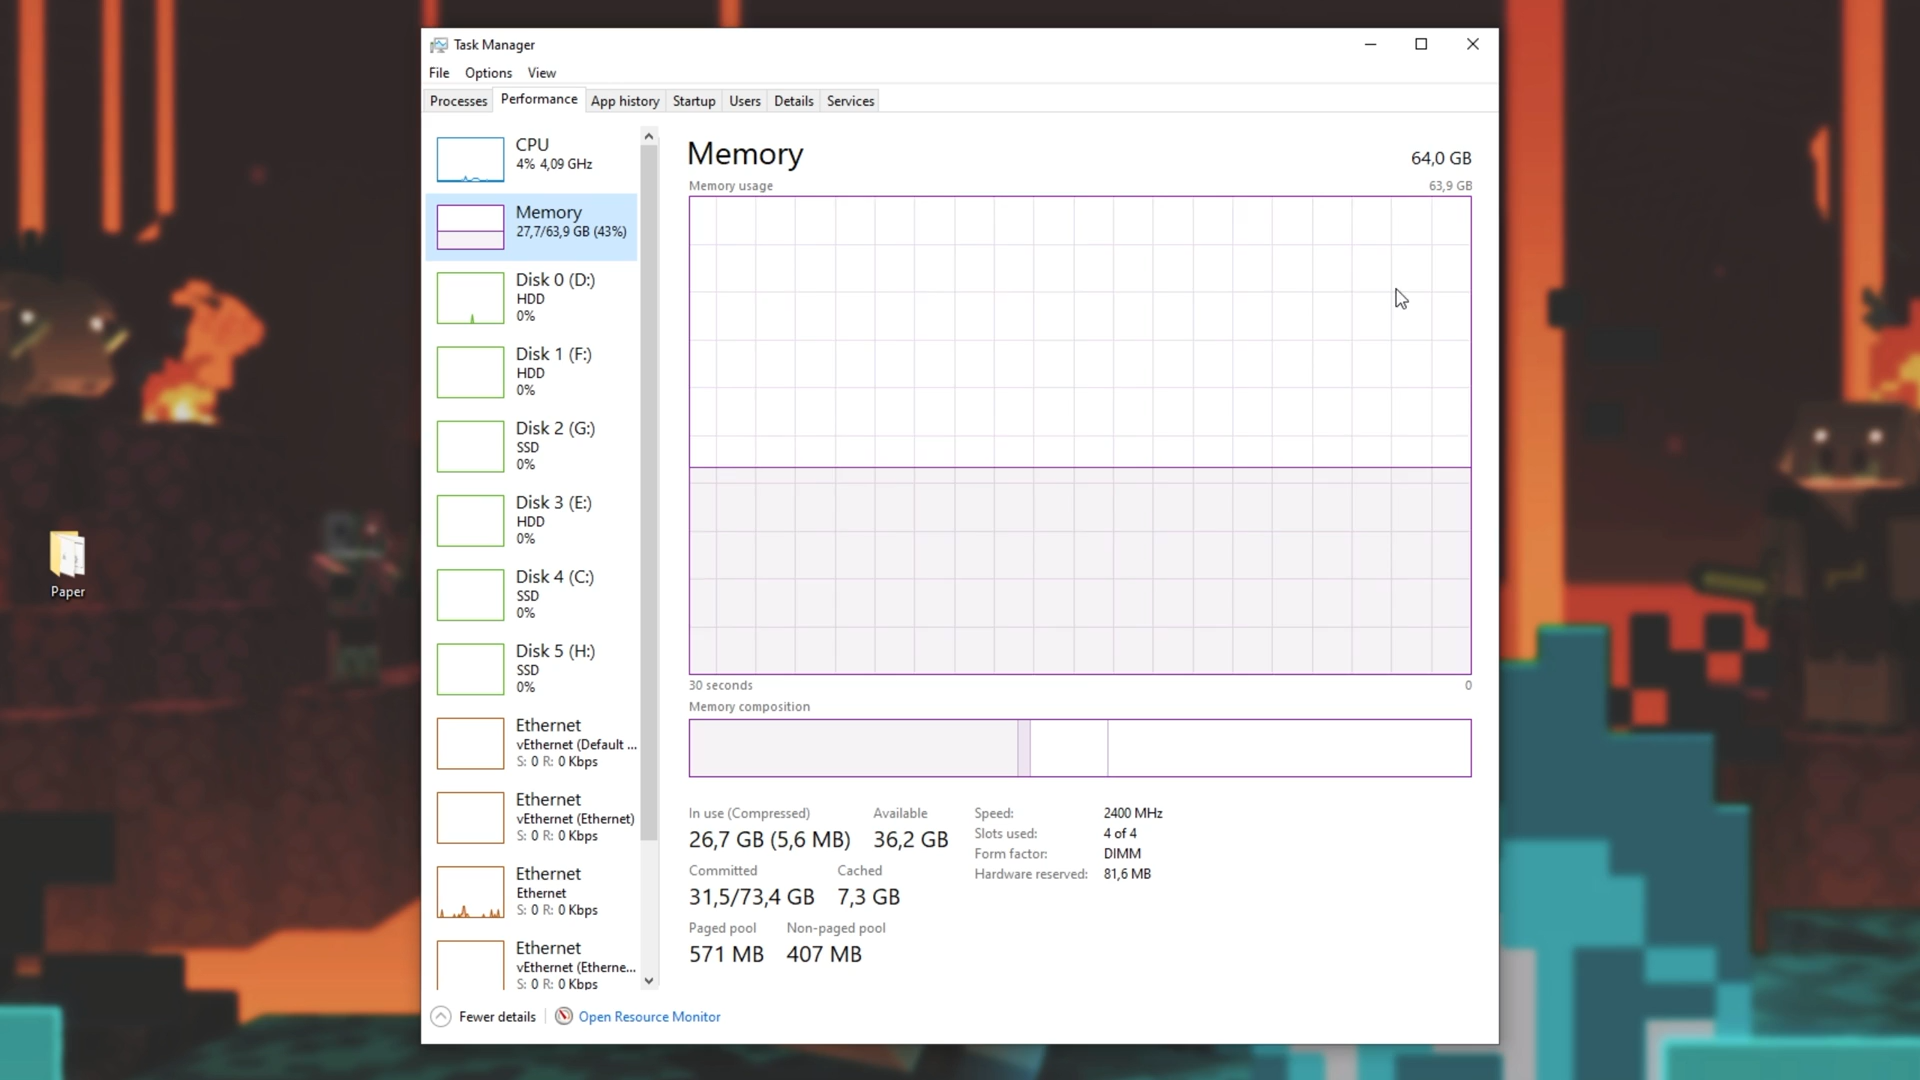 Task Manager
File Options View
Processes Performance App history Startup Users Details Services
CPU
4% 4,09 GHz
Memory
27,7/63,9 GB (43%)
Disk 0 (D:)
HDD
0%
Disk 1 (F:)
HDD
0%
Disk 2 (G:)
SSD
0%
Disk 3 (E:)
HDD
0%
Disk 4 (C:)
SSD
0%
Disk 5 (H:)
SSD
0%
Ethernet
vEthernet (Default ...
S: 0 R: 0 Kbps
Ethernet
vEthernet (Ethernet)
S: 0 R: 0 Kbps
Ethernet
Ethernet
S: 0 R: 0 Kbps
Ethernet
vEthernet (Etherne...
S: 0 R: 0 Kbps
Memory 64,0 GB
Memory usage 63,9 GB
30 seconds 0
Memory composition
In use (Compressed) Available
26,7 GB (5,6 MB) 36,2 GB
Committed Cached
31,5/73,4 GB 7,3 GB
Paged pool Non-paged pool
571 MB 407 MB
Speed: 2400 MHz
Slots used: 4 of 4
Form factor: DIMM
Hardware reserved: 81,6 MB
Fewer details Open Resource Monitor
Paper